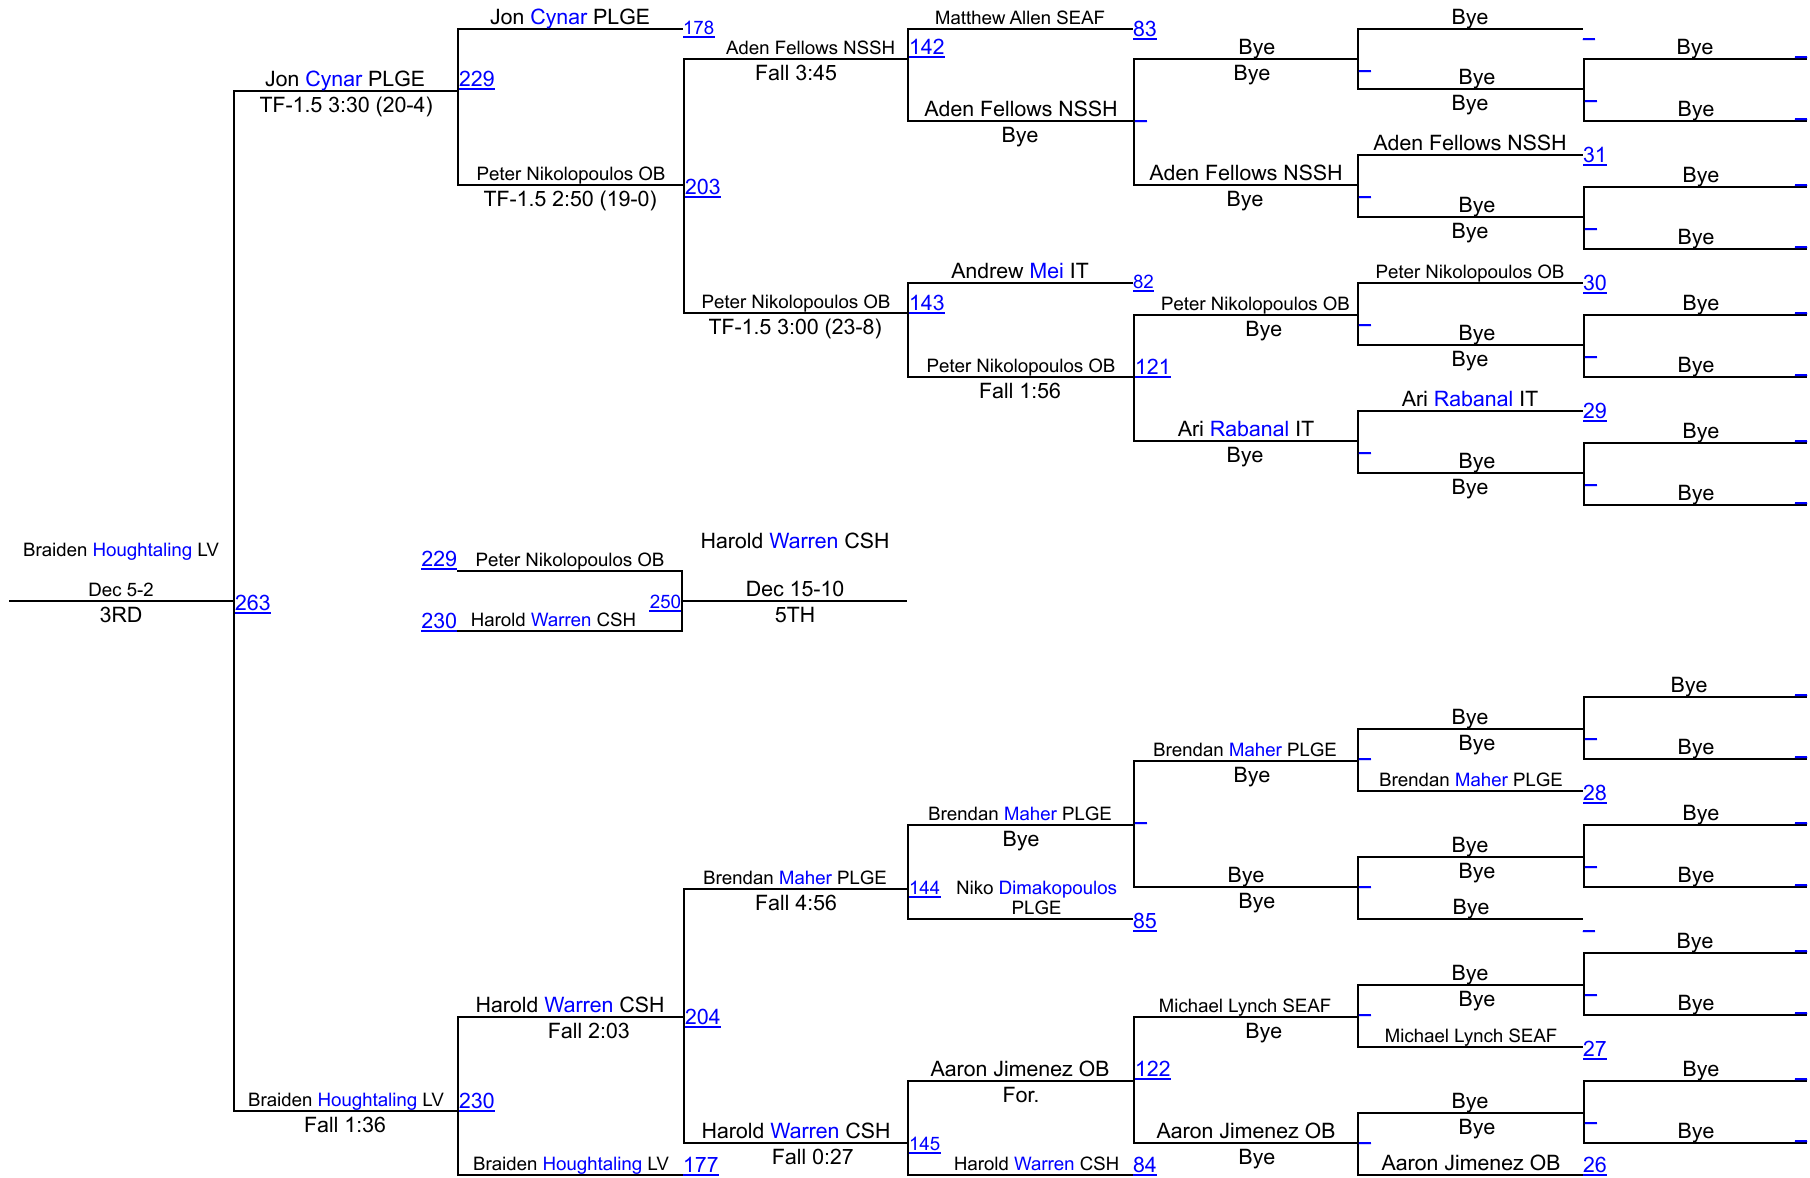 Jon Cynar PLGE
178
Matthew Allen SEAF
83
Bye
Bye
Aden Fellows NSSH
142
Fall 3:45
Bye
Bye
Jon Cynar PLGE
229
TF-1.5 3:30 (20-4)
Bye
Bye
Bye
Aden Fellows NSSH
Bye
Aden Fellows NSSH
31
Peter Nikolopoulos OB
203
TF-1.5 2:50 (19-0)
Aden Fellows NSSH
Bye
Bye
Bye
Bye
Bye
Andrew Mei IT
82
Peter Nikolopoulos OB
30
Peter Nikolopoulos OB
143
TF-1.5 3:00 (23-8)
Peter Nikolopoulos OB
Bye
Bye
Bye
Bye
Peter Nikolopoulos OB
121
Fall 1:56
Bye
Ari Rabanal IT
29
Ari Rabanal IT
Bye
Bye
Bye
Bye
Bye
Braiden Houghtaling LV
Dec 5-2
263
3RD
229
Peter Nikolopoulos OB
Harold Warren CSH
250
Dec 15-10
5TH
230
Harold Warren CSH
Bye
Bye
Bye
Bye
Brendan Maher PLGE
Bye
Brendan Maher PLGE
28
Brendan Maher PLGE
Bye
Bye
Bye
Bye
Bye
Brendan Maher PLGE
144
Fall 4:56
Niko Dimakopoulos
PLGE
85
Bye
Bye
Bye
Bye
Bye
Bye
Bye
Harold Warren CSH
204
Fall 2:03
Michael Lynch SEAF
Bye
Michael Lynch SEAF
27
Aaron Jimenez OB
122
For.
Bye
Braiden Houghtaling LV
230
Fall 1:36
Bye
Bye
Bye
Harold Warren CSH
145
Fall 0:27
Aaron Jimenez OB
Bye
Braiden Houghtaling LV
177
Harold Warren CSH
84
Aaron Jimenez OB
26